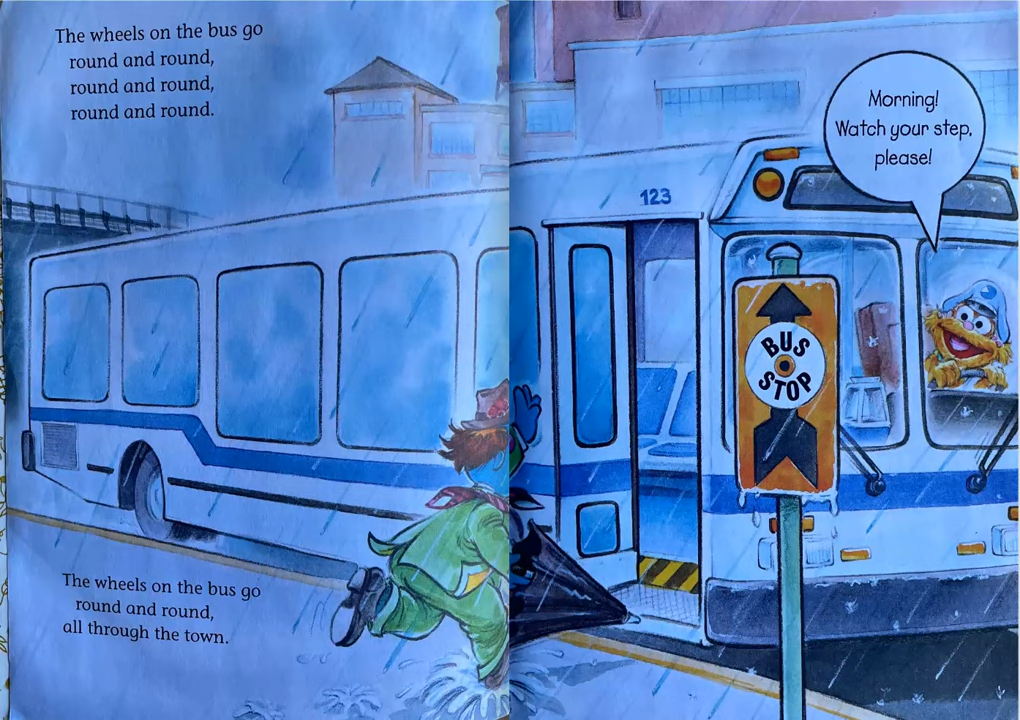 The wheels on the bus go
round and round,
round and round,
round and round.
The wheels on the bus go
round and round,
all through the town.
123
Morning!
Watch your step,
please!
BUS
STOP